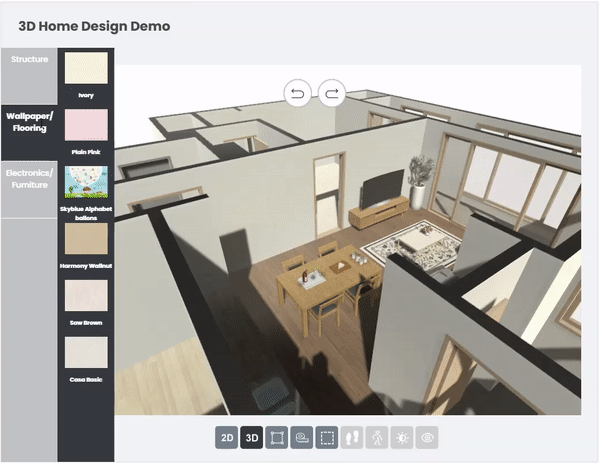 3D Home Design Demo
Structure
Wallpaper/
Flooring
Electronics/
Furniture
Ivory
Plain Pink
Skyblue Alphabet
ballons
Harmony Wallnut
Saw Brown
Casa Basic
2D
3D